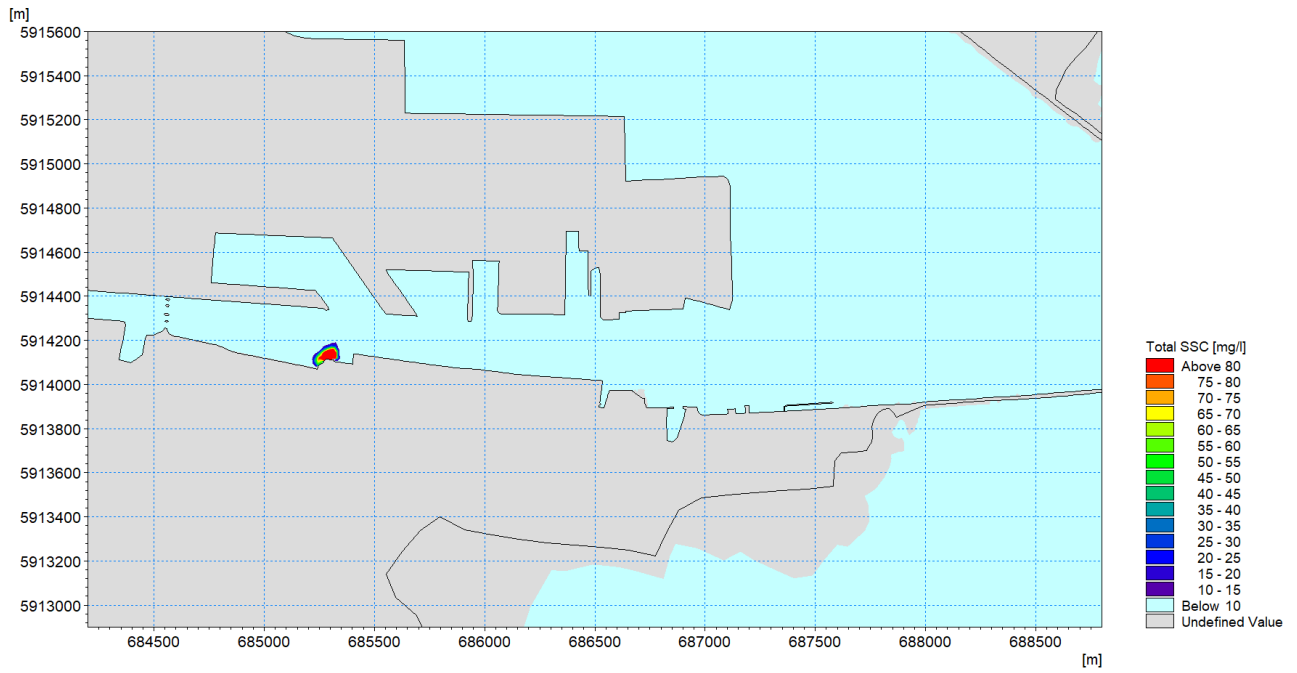 [m]
5915600
5915400
5915200
5915000
5914800
5914600
5914400
5914200
5914000
5913800
5913600
5913400
5913200
5913000
684500 685000 685500 686000 686500 687000 687500 688000 688500
[m]
Total SSC [mg/l]
Above 80
75 - 80
70 - 75
65 - 70
60 - 65
55 - 60
50 - 55
45 - 50
40 - 45
35 - 40
30 - 35
25 - 30
20 - 25
15 - 20
10 - 15
Below 10
Undefined Value